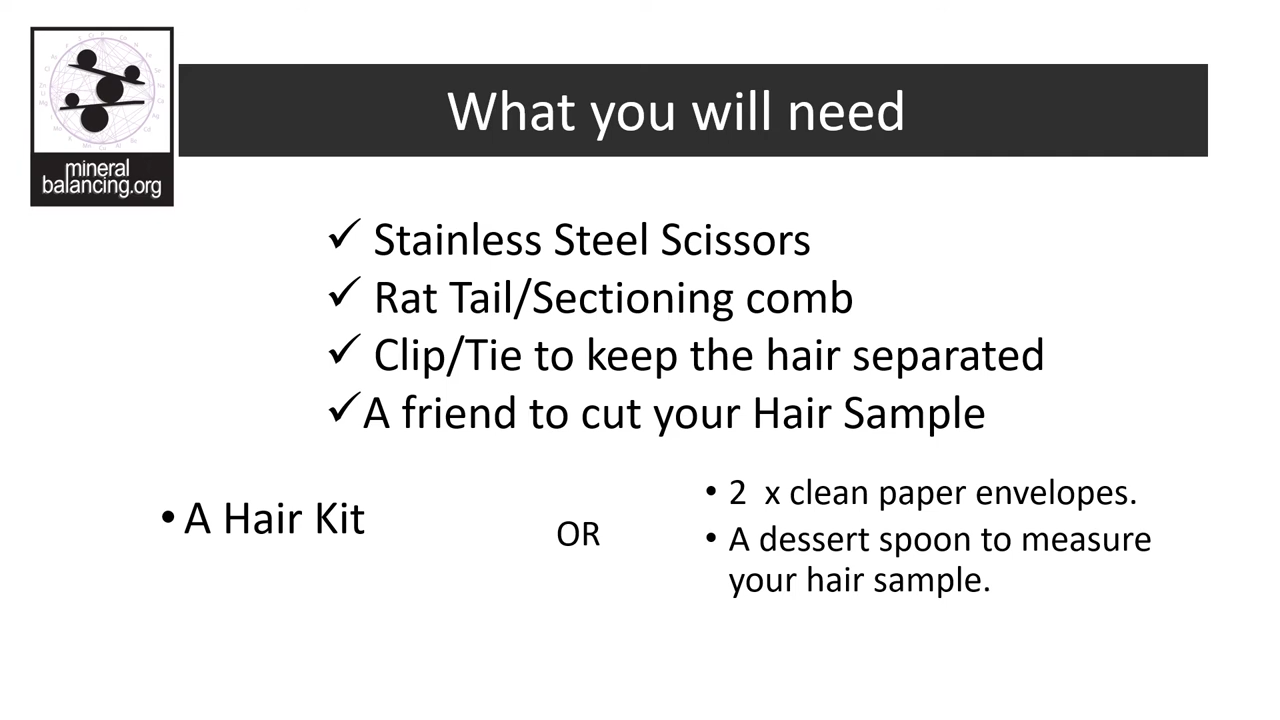 mineral
balancing.org
What you will need
✓ Stainless Steel Scissors
✓ Rat Tail/Sectioning comb
✓ Clip/Tie to keep the hair separated
✓A friend to cut your Hair Sample
• A Hair Kit
OR
• 2 x clean paper envelopes.
• A dessert spoon to measure
your hair sample.